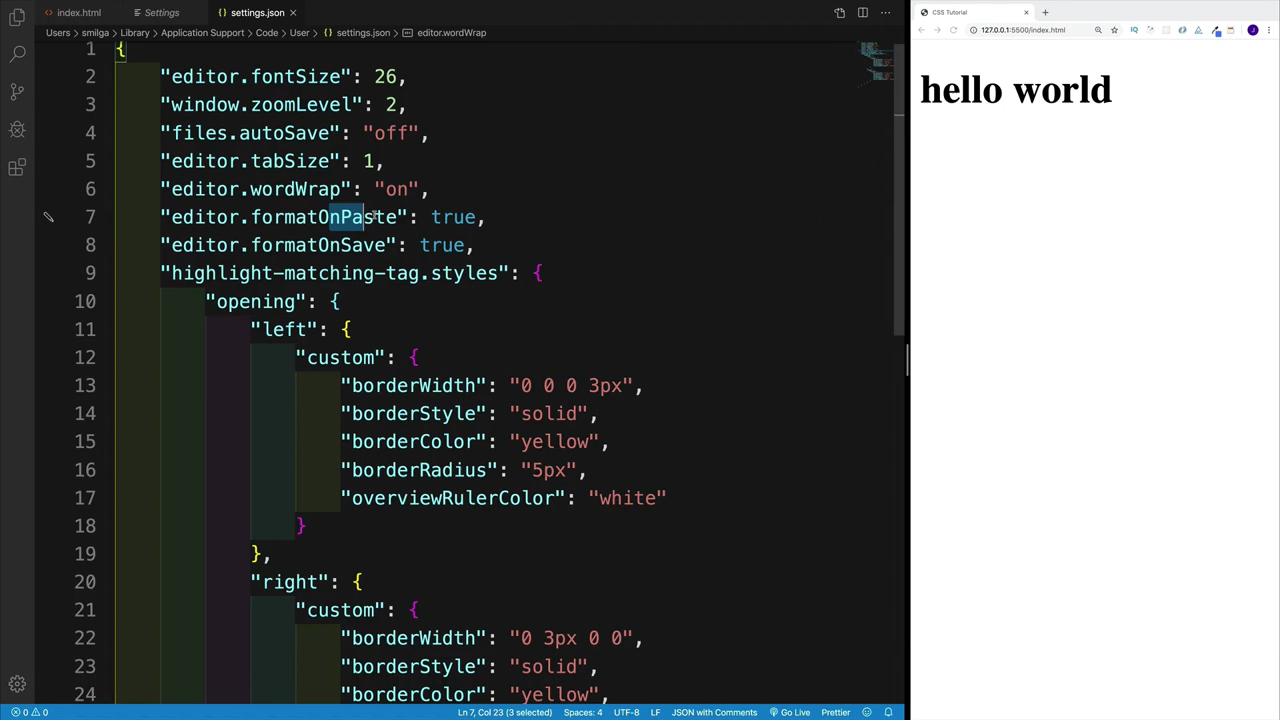 index.html
Settings
settings.json
Users > smilga > Library > Application Support > Code > User > settings.json > editor.wordWrap
1 {
2 "editor.fontSize": 26,
3 "window.zoomLevel": 2,
4 "files.autoSave": "off",
5 "editor.tabSize": 1,
6 "editor.wordWrap": "on",
7 "editor.formatOnPaste": true,
8 "editor.formatOnSave": true,
9 "highlight-matching-tag.styles": {
10 "opening": {
11 "left": {
12 "custom": {
13 "borderWidth": "0 0 0 3px",
14 "borderStyle": "solid",
15 "borderColor": "yellow",
16 "borderRadius": "5px",
17 "overviewRulerColor": "white"
18 }
19 },
20 "right": {
21 "custom": {
22 "borderWidth": "0 3px 0 0",
23 "borderStyle": "solid",
24 "borderColor": "yellow",
0 0
Ln 7, Col 23 (3 selected)
Spaces: 4
UTF-8
LF
JSON with Comments
Go Live
Prettier
CSS Tutorial
127.0.0.1:5500/index.html
hello world